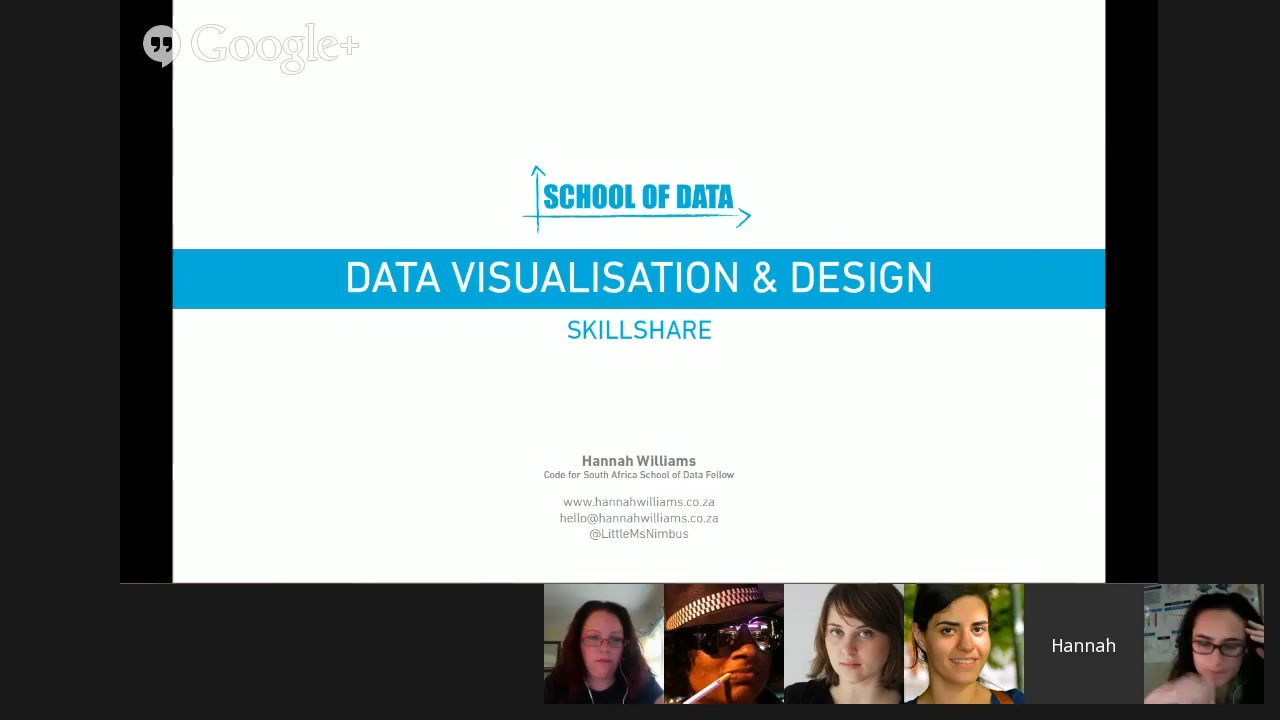 Google+
SCHOOL OF DATA
DATA VISUALISATION & DESIGN
SKILLSHARE
Hannah Williams
Code for South Africa School of Data Fellow
www.hannahwilliams.co.za
hello@hannahwilliams.co.za
@LittleMsNimbus
Hannah